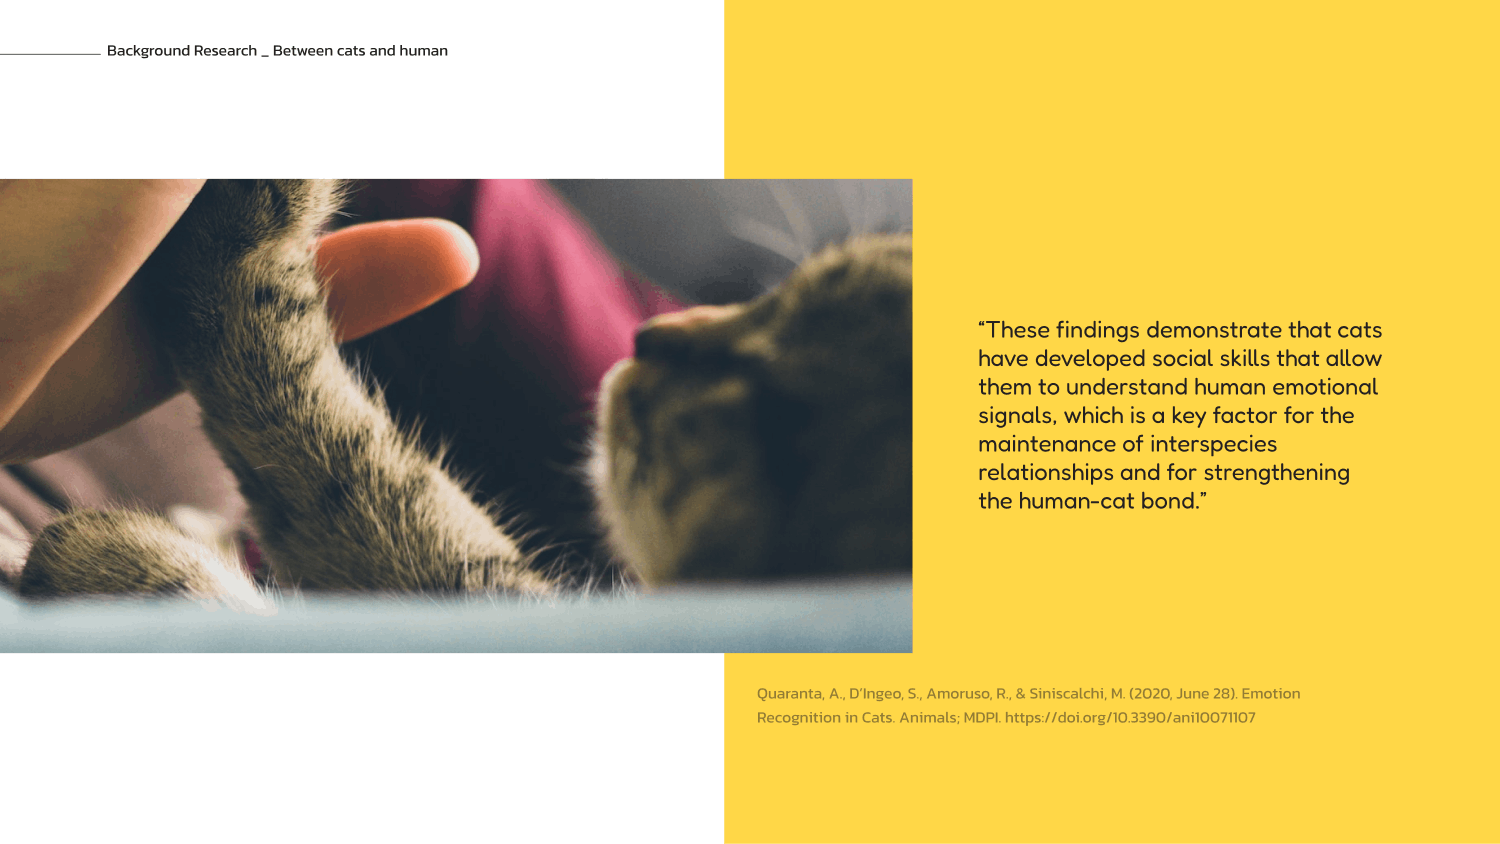 Background Research _ Between cats and human
“These findings demonstrate that cats
have developed social skills that allow
them to understand human emotional
signals, which is a key factor for the
maintenance of interspecies
relationships and for strengthening
the human-cat bond.”
Quaranta, A., D’Ingeo, S., Amoruso, R., & Siniscalchi, M. (2020, June 28). Emotion
Recognition in Cats. Animals; MDPI. https://doi.org/10.3390/ani10071107